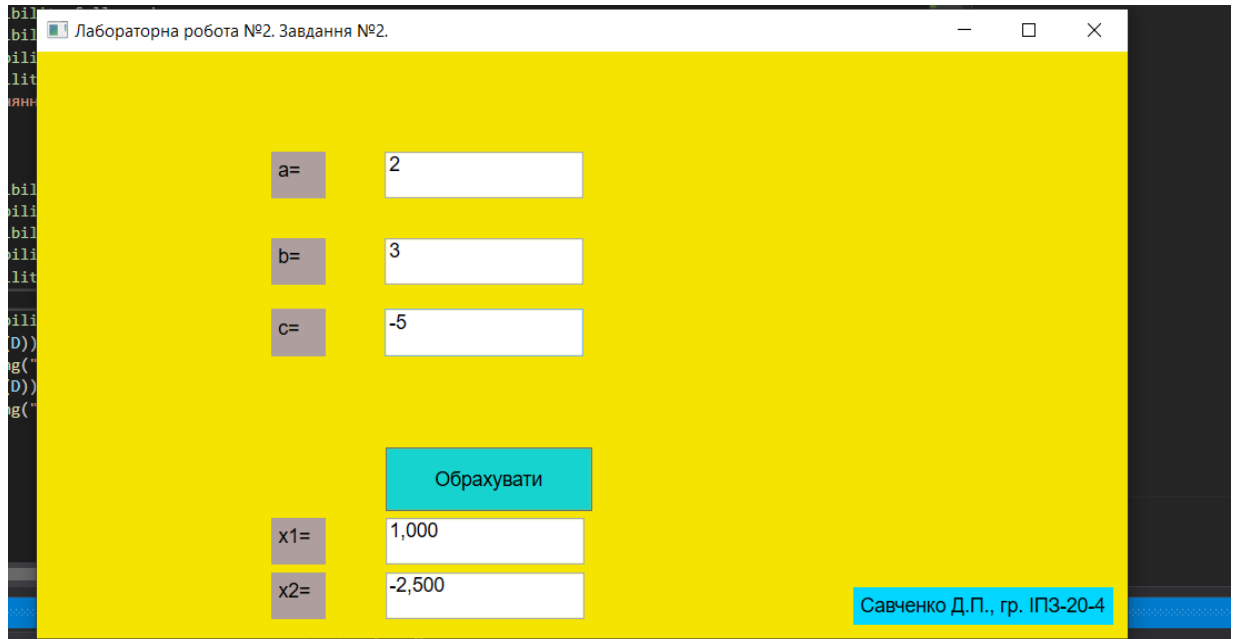 Лабораторна робота №2. Завдання №2.
a=
2
b=
3
c=
-5
Обрахувати
x1=
1,000
x2=
-2,500
Савченко Д.П., гр. ІПЗ-20-4